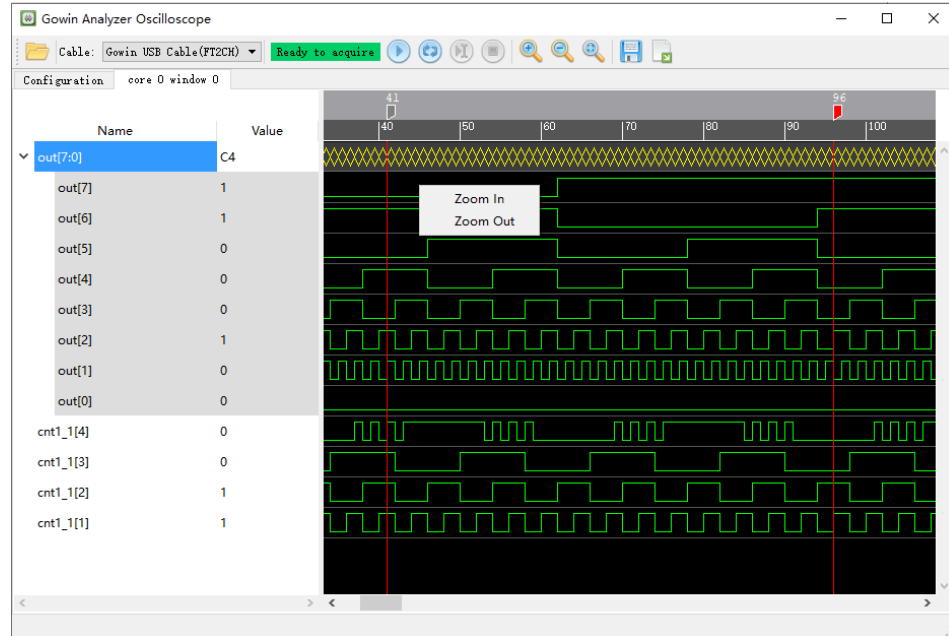 Gowin Analyzer Oscilloscope
Cable: Gowin USB Cable(FT2CH) Ready to acquire
Configuration core 0 window 0
41 96
Name Value 40 50 60 70 80 90 100
out[7:0] C4
out[7] 1
Zoom In
out[6] 1
Zoom Out
out[5] 0
out[4] 0
out[3] 0
out[2] 1
out[1] 0
out[0] 0
cnt1_1[4] 0
cnt1_1[3] 0
cnt1_1[2] 1
cnt1_1[1] 1